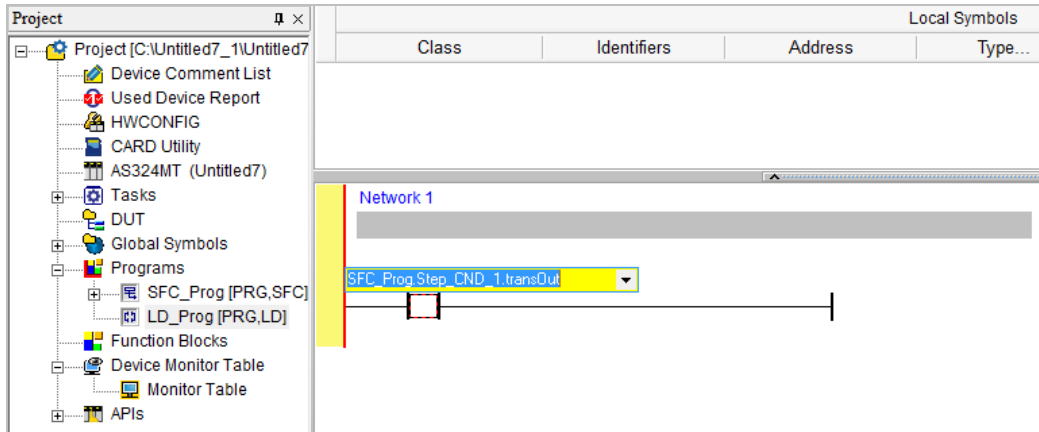 Project
Project [C:\Untitled7_1\Untitled7
Device Comment List
Used Device Report
HWCONFIG
CARD Utility
AS324MT (Untitled7)
Tasks
DUT
Global Symbols
Programs
SFC_Prog [PRG,SFC]
LD_Prog [PRG,LD]
Function Blocks
Device Monitor Table
Monitor Table
APIs
Local Symbols
Class Identifiers Address Type...
Network 1
SFC_Prog.Step_CND_1.transOut